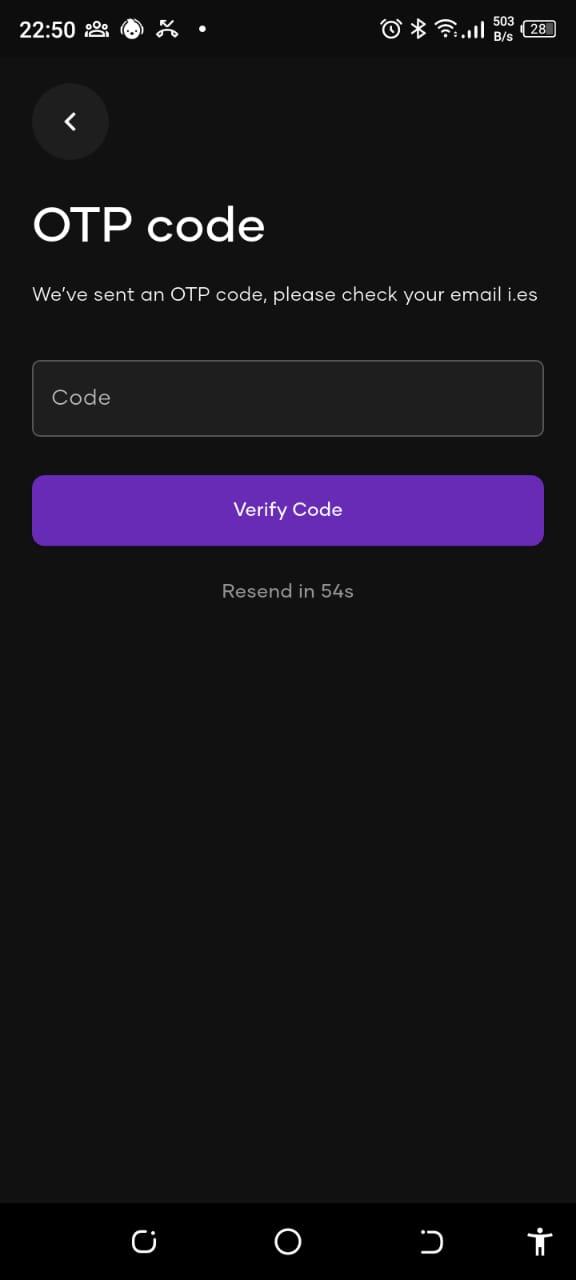 22:50
503
B/s
28
OTP code
We've sent an OTP code, please check your email i.es
Code
Verify Code
Resend in 54s